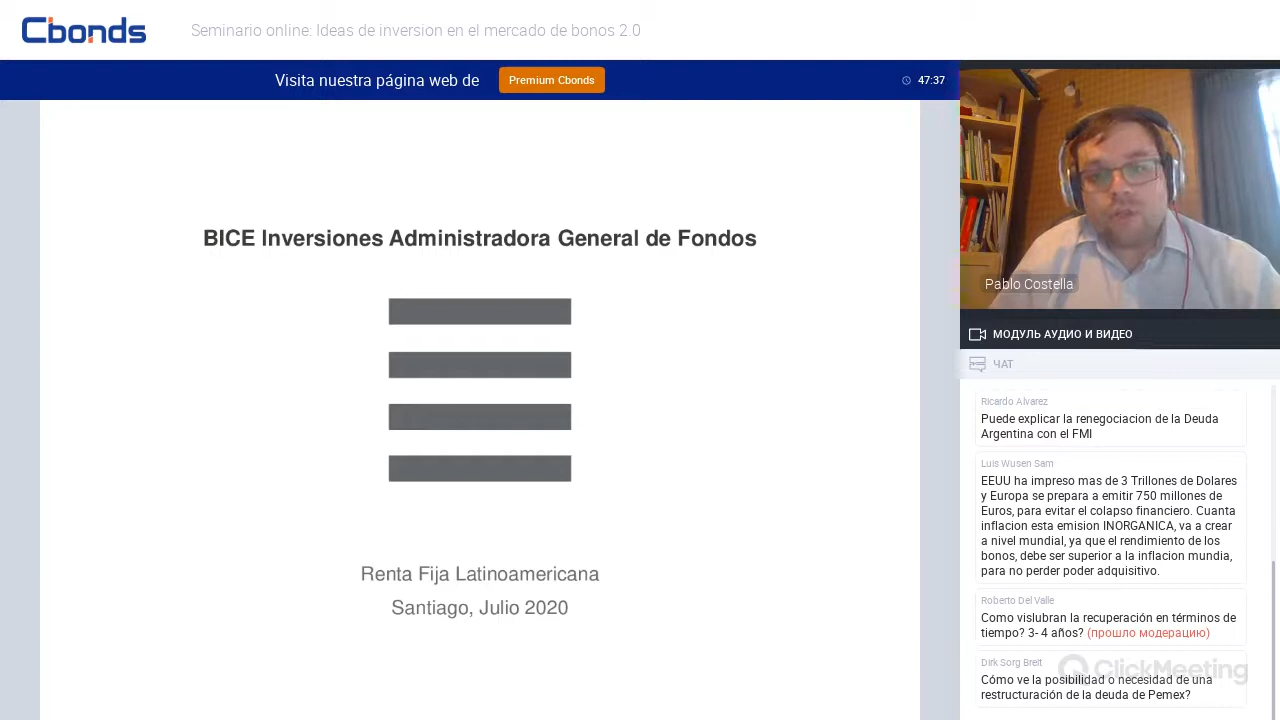 Cbonds
Seminario online: Ideas de inversion en el mercado de bonos 2.0
Visita nuestra página web de
Premium Cbonds
47:37
BICE Inversiones Administradora General de Fondos
Renta Fija Latinoamericana
Santiago, Julio 2020
Pablo Costella
МОДУЛЬ АУДИО И ВИДЕО
ЧАТ
Ricardo Alvarez
Puede explicar la renegociacion de la Deuda
Argentina con el FMI
Luis Wusen Sam
EEUU ha impreso mas de 3 Trillones de Dolares
y Europa se prepara a emitir 750 millones de
Euros, para evitar el colapso financiero. Cuanta
inflacion esta emision INORGANICA, va a crear
a nivel mundial, ya que el rendimiento de los
bonos, debe ser superior a la inflacion mundia,
para no perder poder adquisitivo.
Roberto Del Valle
Como vislubran la recuperación en términos de
tiempo? 3- 4 años? (прошло модерацию)
Dirk Sorg Breit
Cómo ve la posibilidad o necesidad de una
restructuración de la deuda de Pemex?
ClickMeeting